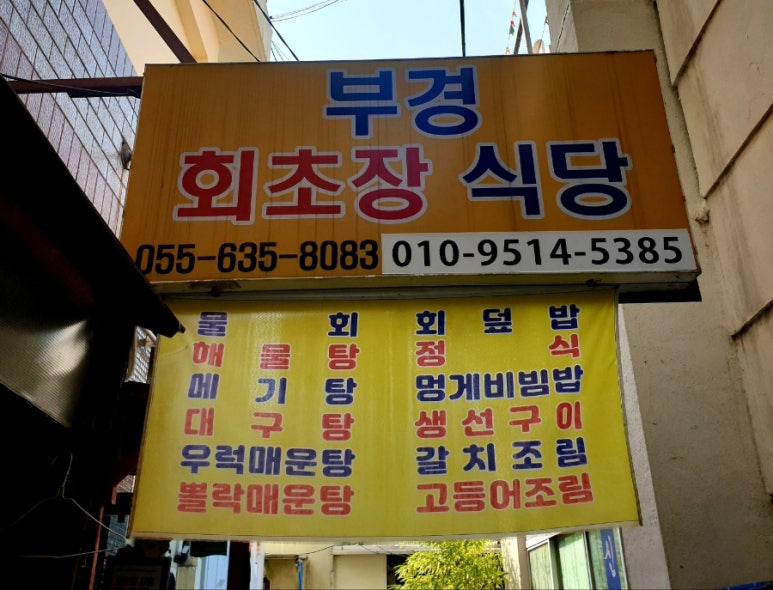 부경
회초장 식당
055-635-8083 010-9514-5385
물회 회덮밥
해물탕 정식
메기탕 멍게비빔밥
대구탕 생선구이
우럭매운탕 갈치조림
뽈락매운탕 고등어조림
신